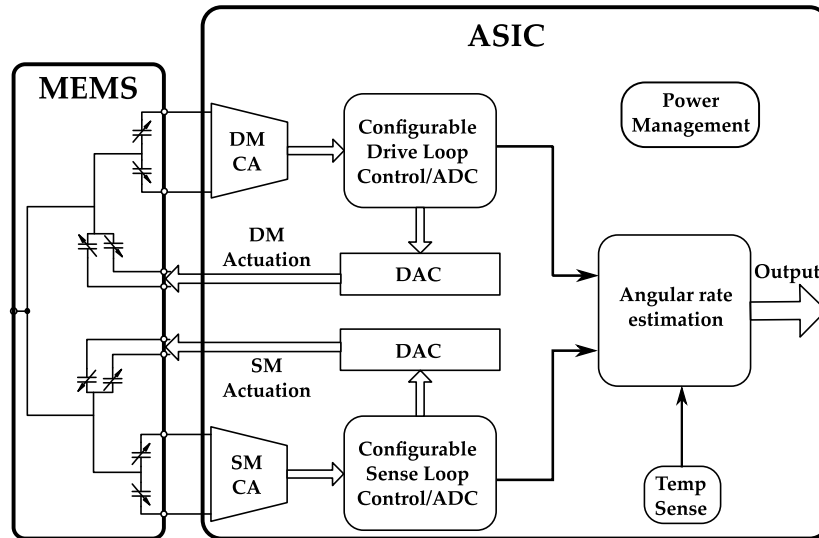 ASIC
MEMS
DM
CA
Configurable
Drive Loop
Control/ADC
Power
Management
DM
Actuation
DAC
Angular rate
estimation
Output
SM
Actuation
DAC
SM
CA
Configurable
Sense Loop
Control/ADC
Temp
Sense